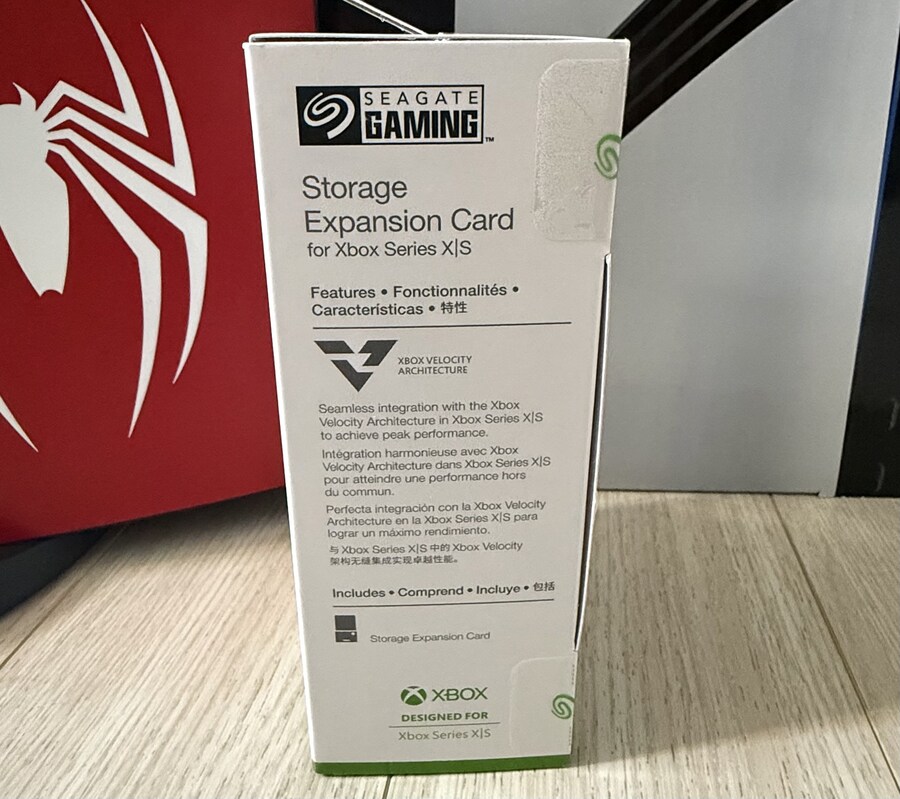 SEAGATE
GAMING™
Storage
Expansion Card
for Xbox Series X|S
Features • Fonctionnalités •
Características • 特性
XBOX VELOCITY
ARCHITECTURE
Seamless integration with the Xbox
Velocity Architecture in Xbox Series X|S
to achieve peak performance.
Intégration harmonieuse avec Xbox
Velocity Architecture dans Xbox Series X|S
pour atteindre une performance hors
du commun.
Perfecta integración con la Xbox Velocity
Architecture en la Xbox Series X|S para
lograr un máximo rendimiento.
与 Xbox Series X|S 中的 Xbox Velocity
架构无缝集成实现卓越性能。
Includes • Comprend • Incluye • 包括
Storage Expansion Card
XBOX
DESIGNED FOR
Xbox Series X|S